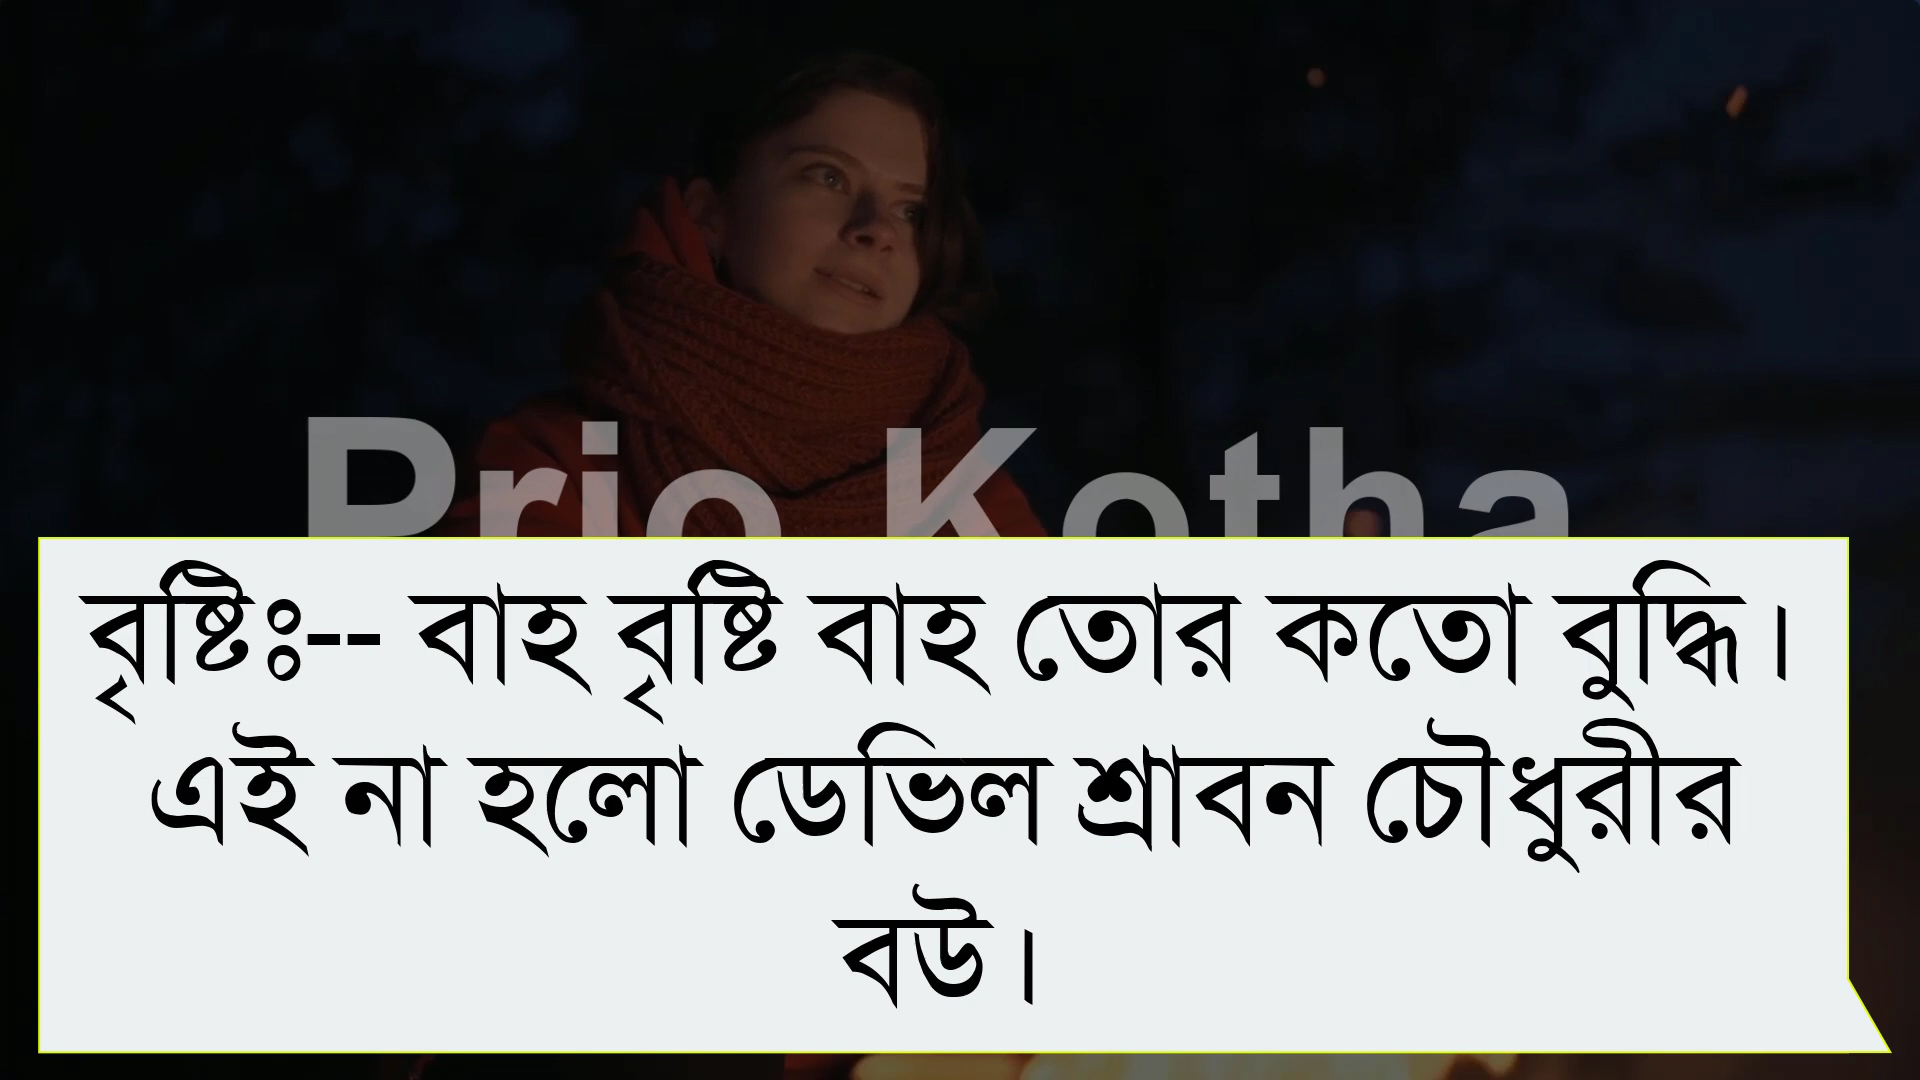 Prio Kotha
বৃষ্টিঃ-- বাহ বৃষ্টি বাহ তোর কতো বুদ্ধি।
এই না হলো ডেভিল শ্রাবন চৌধুরীর
বউ।